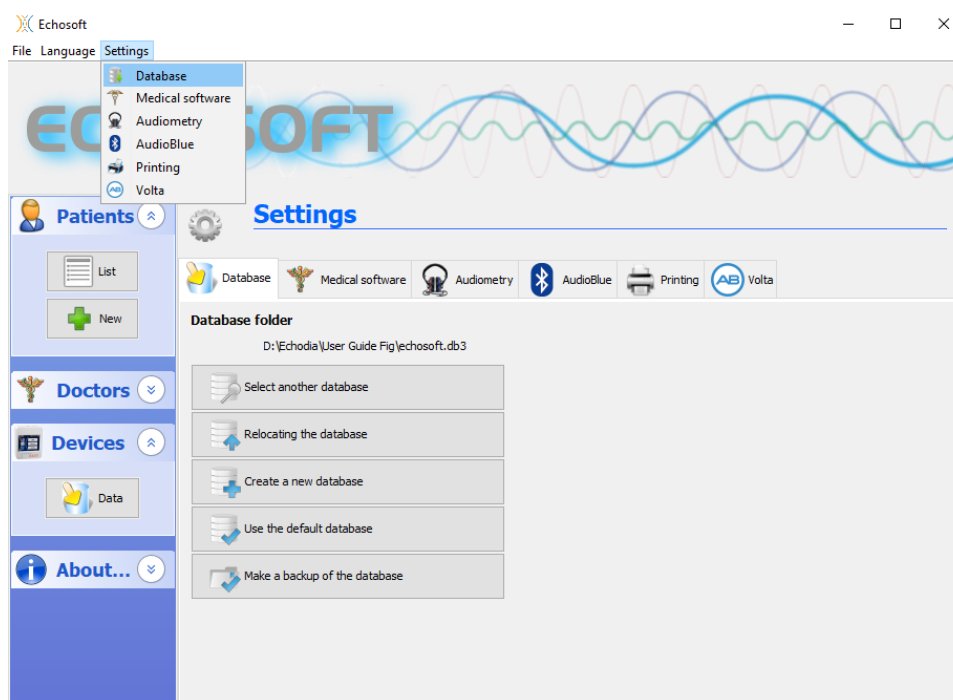 Echosoft
File Language Settings
Database
Medical software
Audiometry
AudioBlue
Printing
Volta
SOFT
Patients
List
New
Doctors
Devices
Data
About...
Settings
Database Medical software Audiometry AudioBlue Printing AB Volta
Database folder
D:\Echodia\User Guide Fig\echosoft.db3
Select another database
Relocating the database
Create a new database
Use the default database
Make a backup of the database